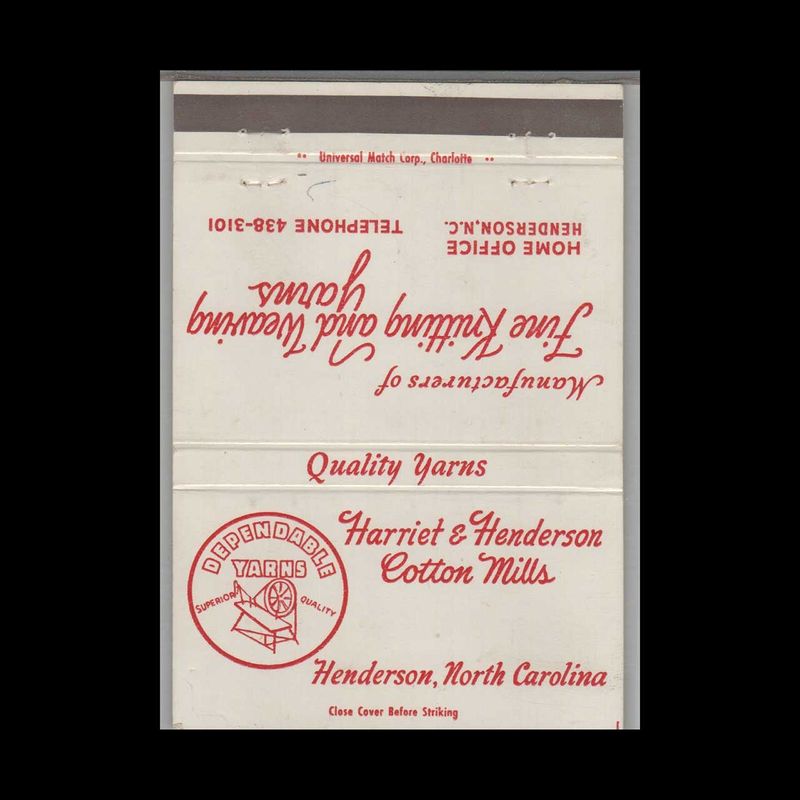 •• Universal Match Corp., Charlotte ••
Manufacturers of
Fine Knitting and Weaving
Yarns
HOME OFFICE
HENDERSON, N.C.
TELEPHONE 438-3101
Quality Yarns
Harriet & Henderson
Cotton Mills
DEPENDABLE
YARNS
SUPERIOR QUALITY
Henderson, North Carolina
Close Cover Before Striking